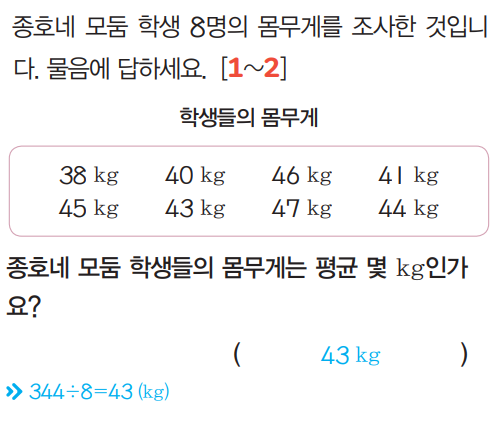 종호네 모둠 학생 8명의 몸무게를 조사한 것입니
다. 물음에 답하세요. [1~2]
학생들의 몸무게
38 kg 40 kg 46 kg 41 kg
45 kg 43 kg 47 kg 44 kg
종호네 모둠 학생들의 몸무게는 평균 몇 kg인가
요?
( 43 kg )
≫ 344÷8=43 (kg)